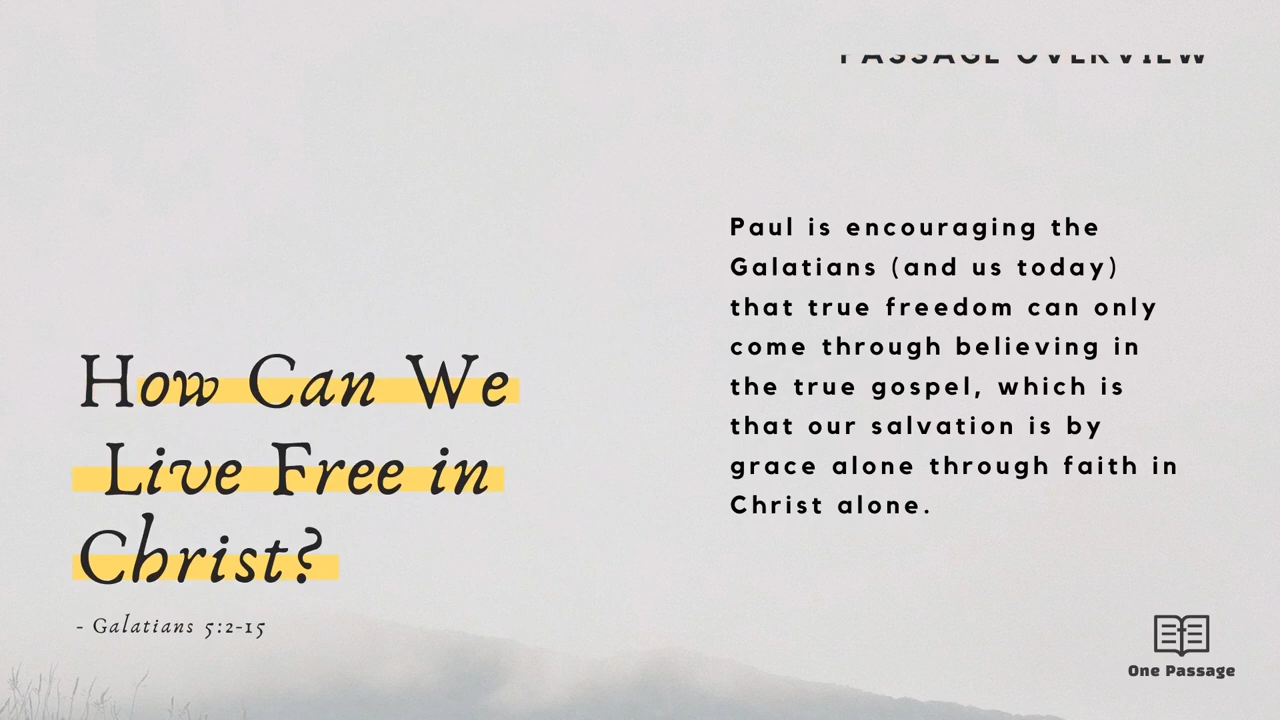 PASSAGE OVERVIEW
How Can We
Live Free in
Christ?
- Galatians 5:2-15
Paul is encouraging the
Galatians (and us today)
that true freedom can only
come through believing in
the true gospel, which is
that our salvation is by
grace alone through faith in
Christ alone.
One Passage